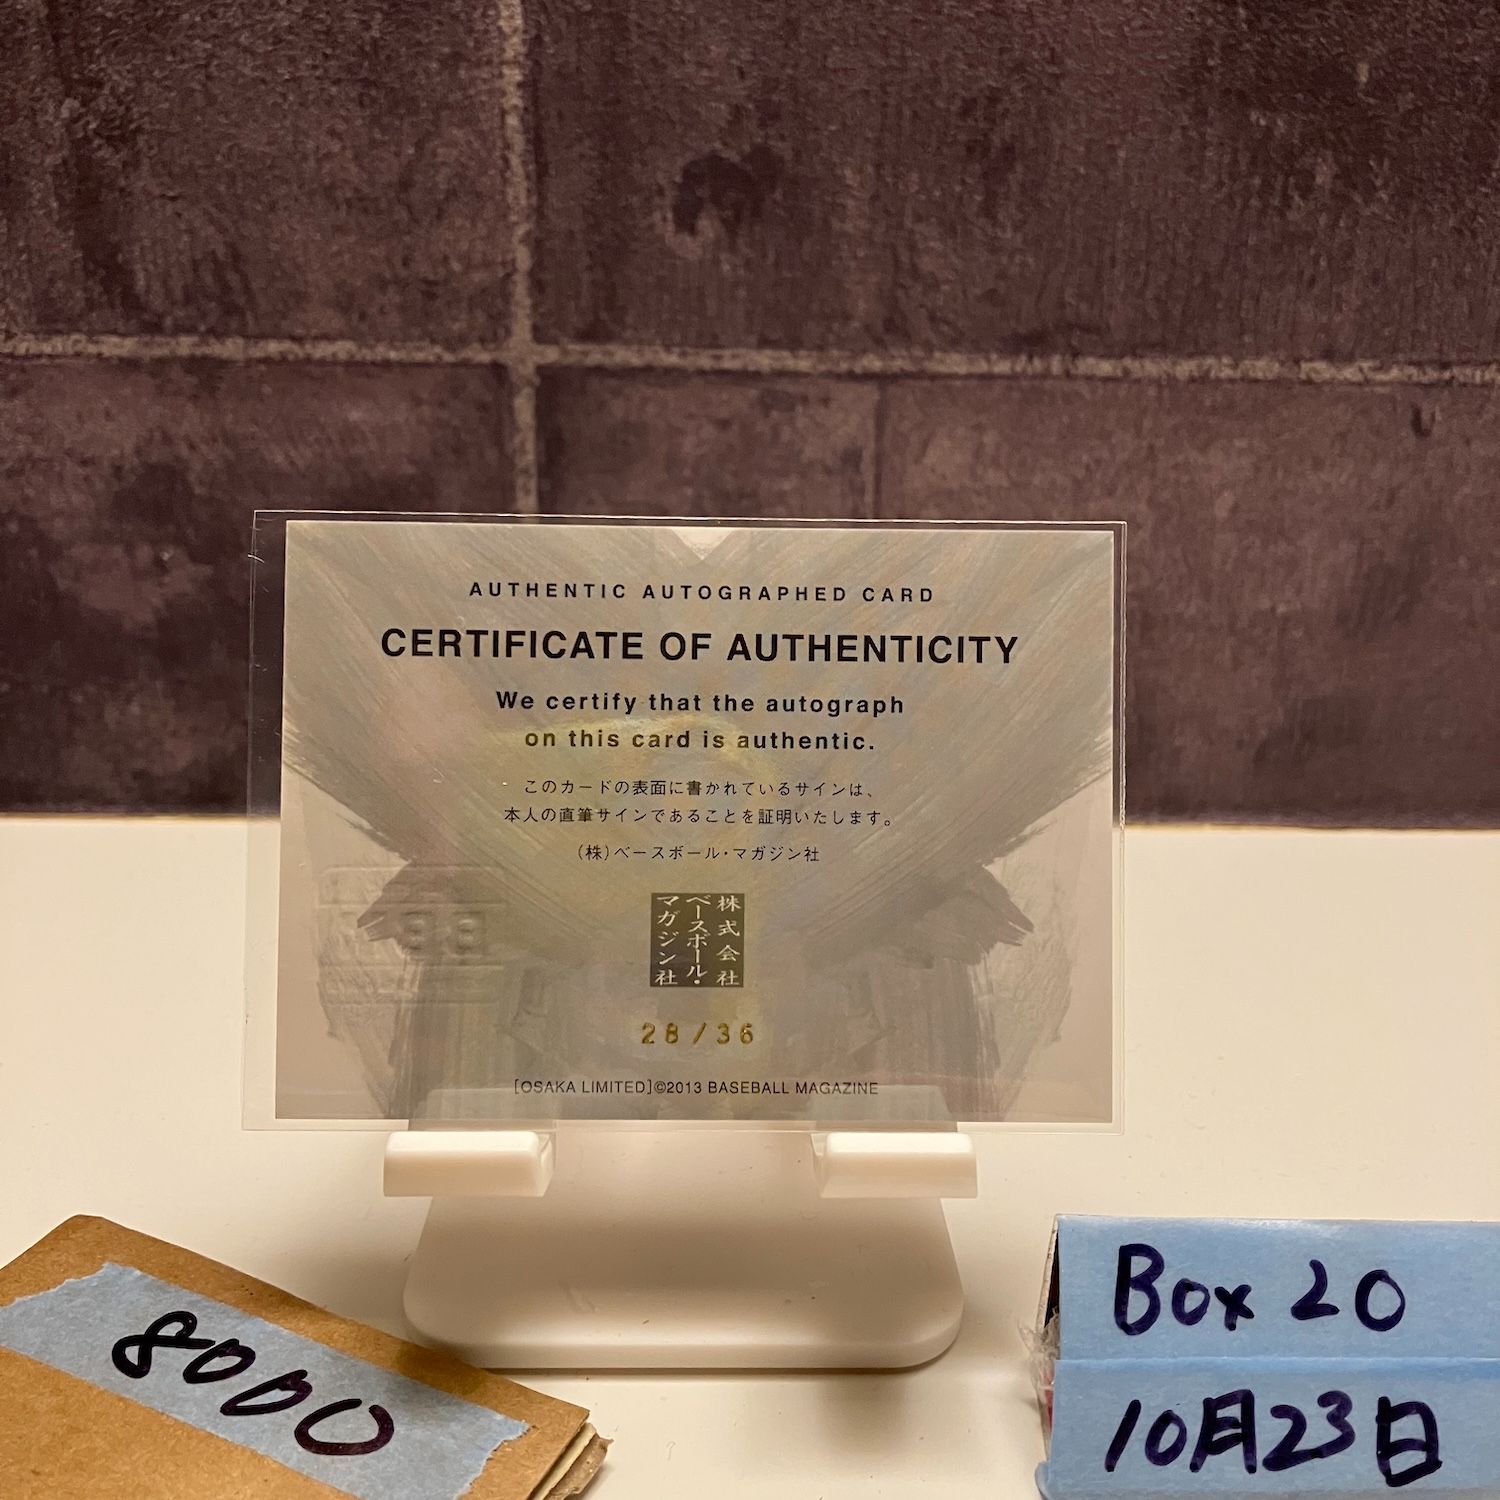 AUTHENTIC AUTOGRAPHED CARD
CERTIFICATE OF AUTHENTICITY
We certify that the autograph
on this card is authentic.
このカードの表面に書かれているサインは、
本人の直筆サインであることを証明いたします。
(株)ベースボール・マガジン社
株式会社
ベースボール・
マガジン社
28/36
[OSAKA LIMITED]©2013 BASEBALL MAGAZINE
8000
Box 20
10月23日